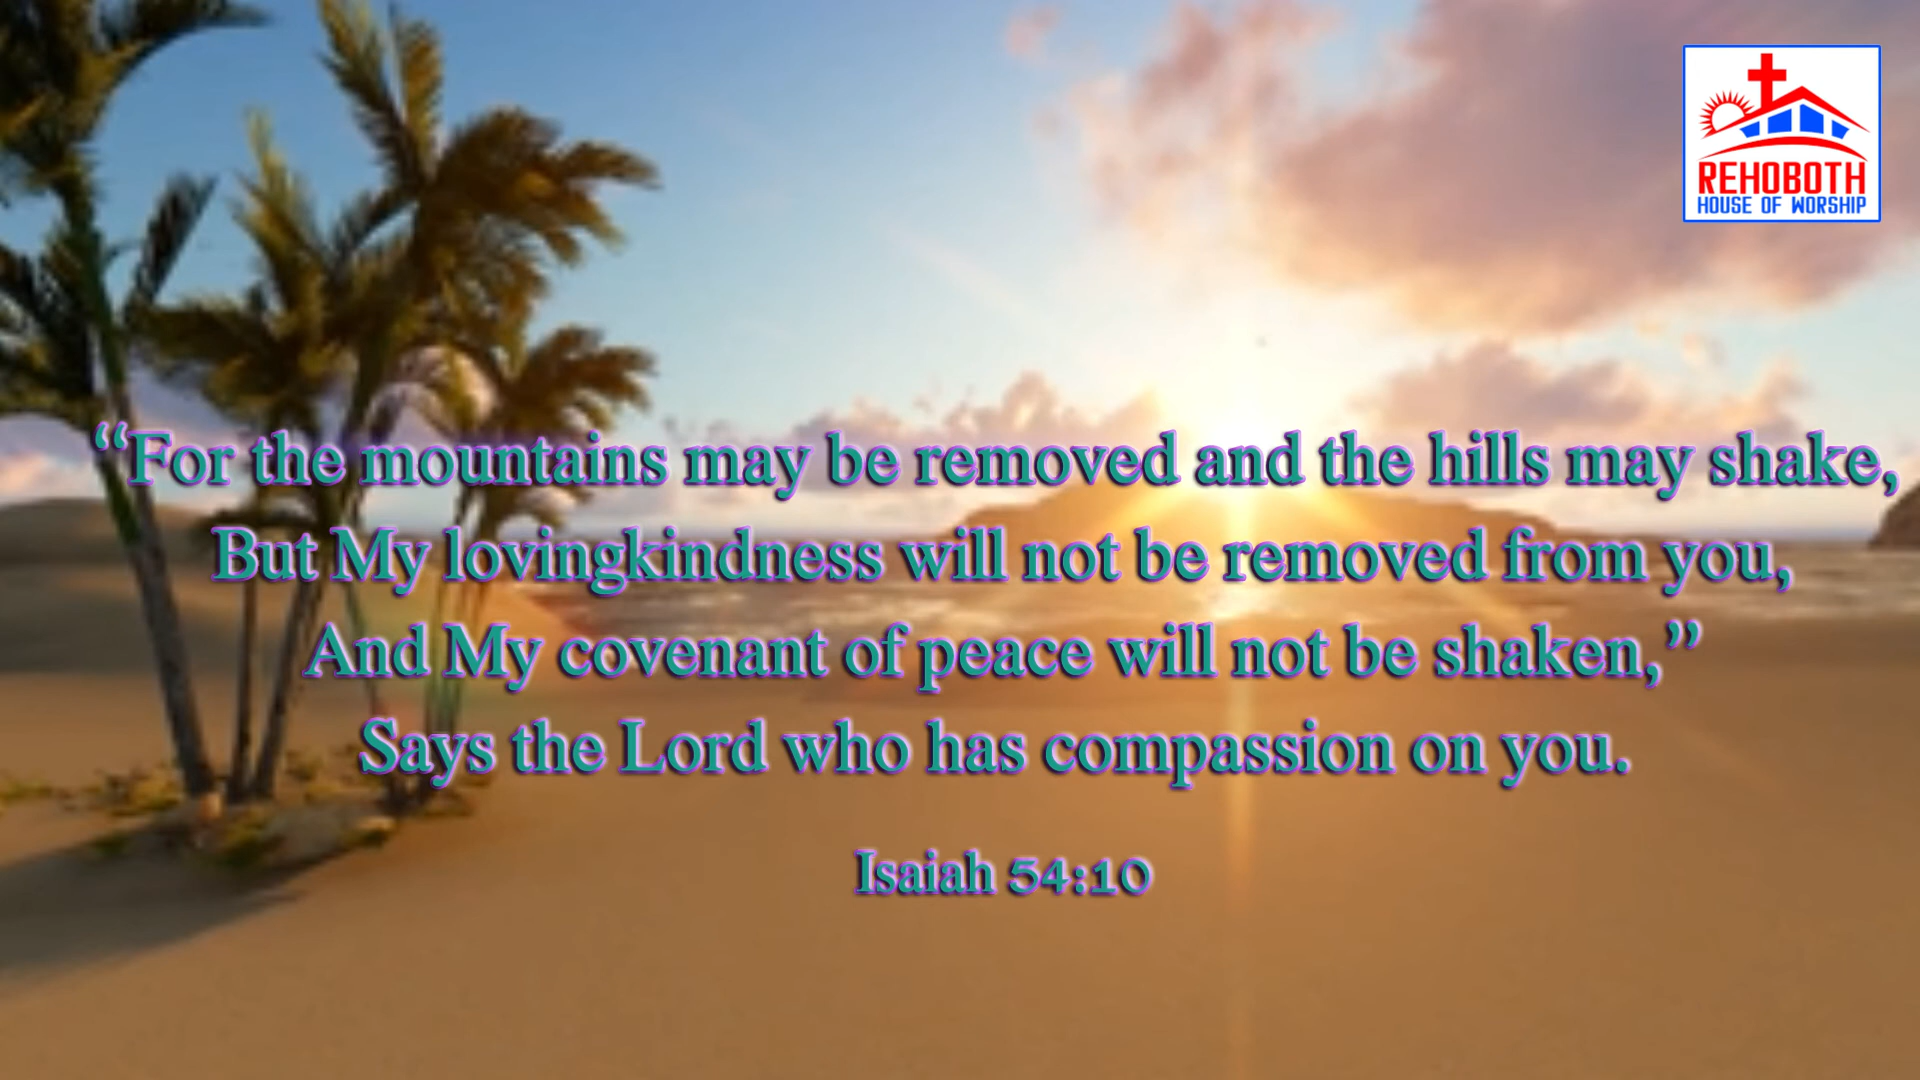 REHOBOTH
HOUSE OF WORSHIP
“For the mountains may be removed and the hills may shake,
But My lovingkindness will not be removed from you,
And My covenant of peace will not be shaken,”
Says the Lord who has compassion on you.
Isaiah 54:10